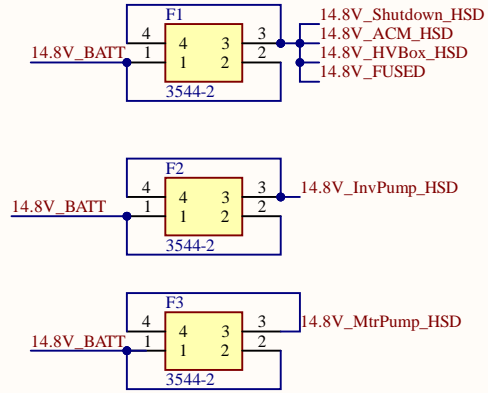 F1
14.8V_Shutdown_HSD
4 4 3 3 14.8V_ACM_HSD
14.8V_BATT 1 1 2 2 14.8V_HVBox_HSD
14.8V_FUSED
3544-2
F2
4 4 3 3 14.8V_InvPump_HSD
14.8V_BATT 1 1 2 2
3544-2
F3
4 4 3 3 14.8V_MtrPump_HSD
14.8V_BATT 1 1 2 2
3544-2